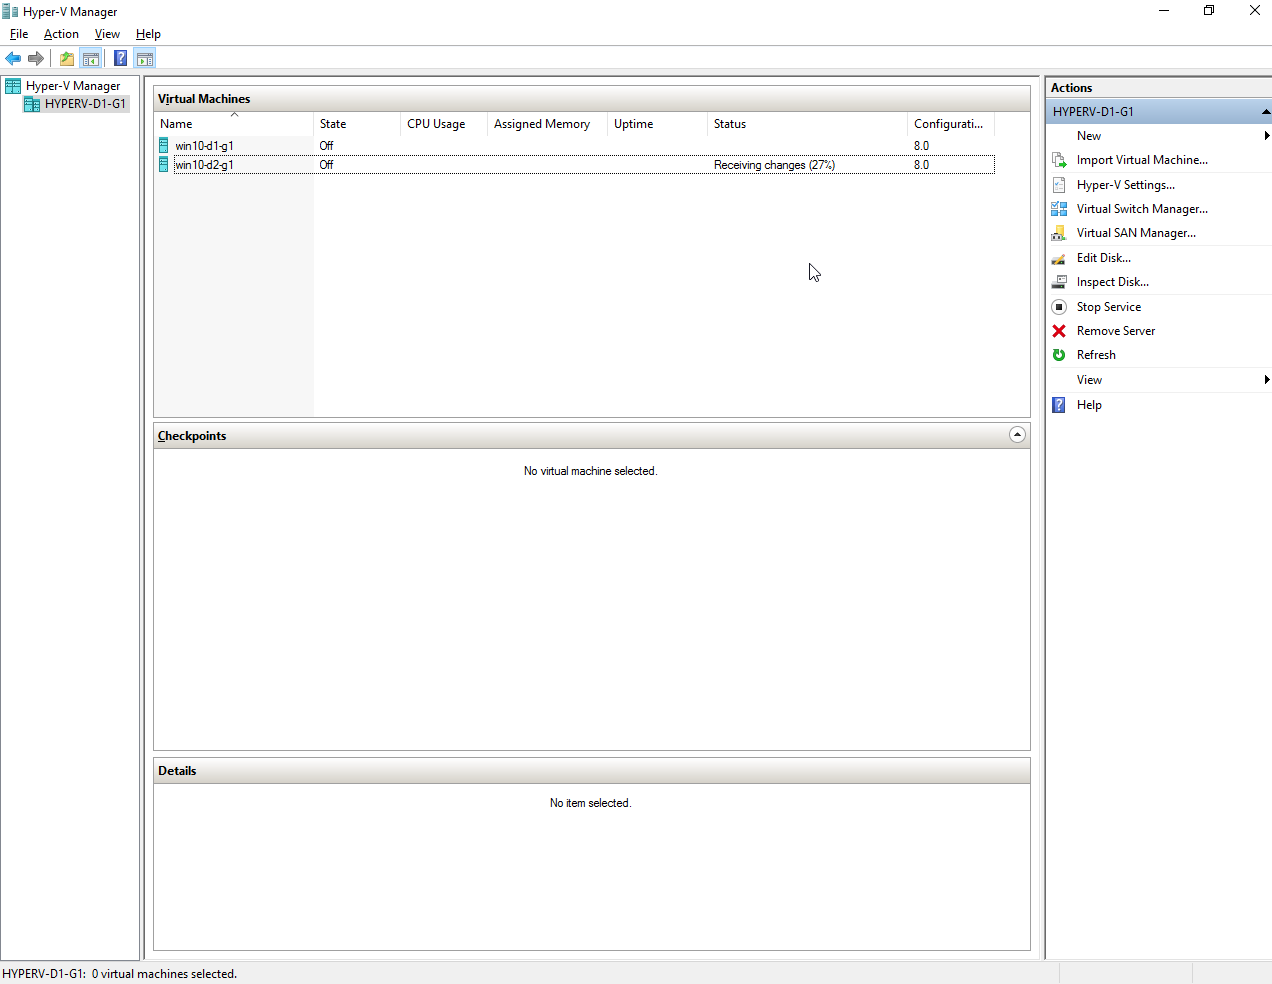 Hyper-V Manager
File Action View Help
Hyper-V Manager
HYPERV-D1-G1
Virtual Machines
Name State CPU Usage Assigned Memory Uptime Status Configurati...
win10-d1-g1 Off 8.0
win10-d2-g1 Off Receiving changes (27%) 8.0
Checkpoints
No virtual machine selected.
Details
No item selected.
Actions
HYPERV-D1-G1
New
Import Virtual Machine...
Hyper-V Settings...
Virtual Switch Manager...
Virtual SAN Manager...
Edit Disk...
Inspect Disk...
Stop Service
Remove Server
Refresh
View
Help
HYPERV-D1-G1: 0 virtual machines selected.